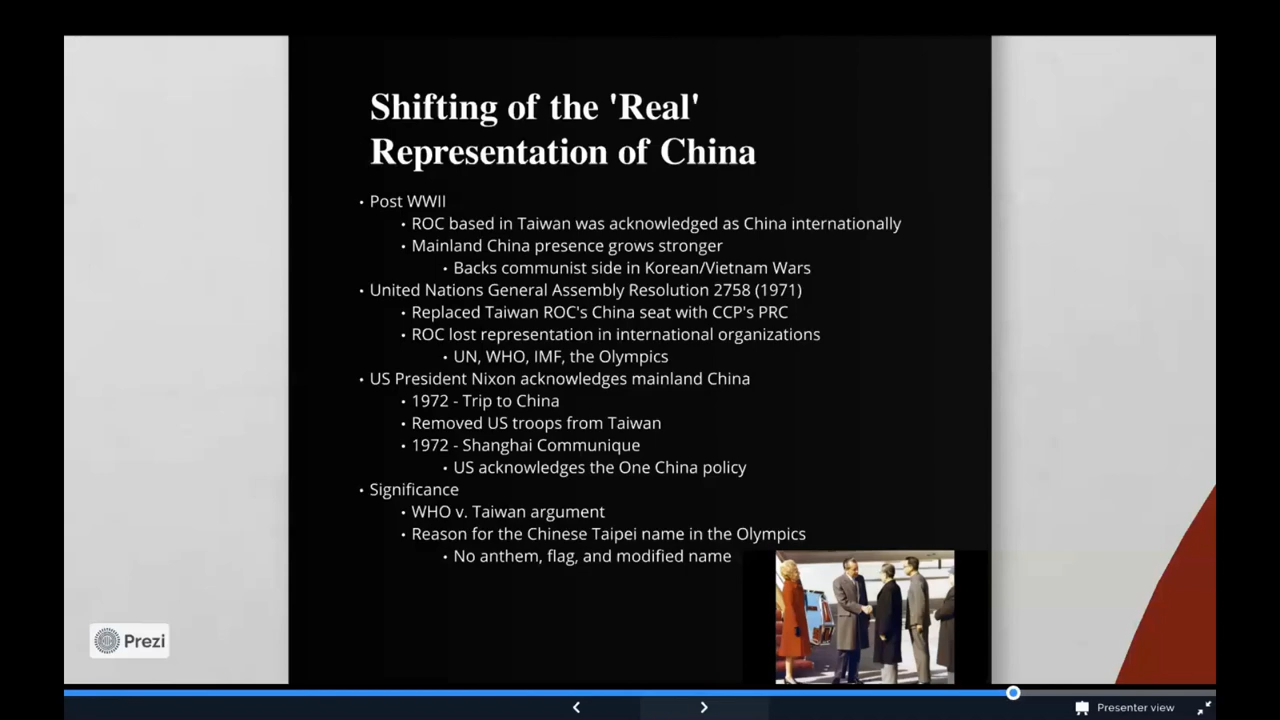 Shifting of the 'Real'
Representation of China
• Post WWII
• ROC based in Taiwan was acknowledged as China internationally
• Mainland China presence grows stronger
• Backs communist side in Korean/Vietnam Wars
• United Nations General Assembly Resolution 2758 (1971)
• Replaced Taiwan ROC's China seat with CCP's PRC
• ROC lost representation in international organizations
• UN, WHO, IMF, the Olympics
• US President Nixon acknowledges mainland China
• 1972 - Trip to China
• Removed US troops from Taiwan
• 1972 - Shanghai Communique
• US acknowledges the One China policy
• Significance
• WHO v. Taiwan argument
• Reason for the Chinese Taipei name in the Olympics
• No anthem, flag, and modified name
Prezi
Presenter view